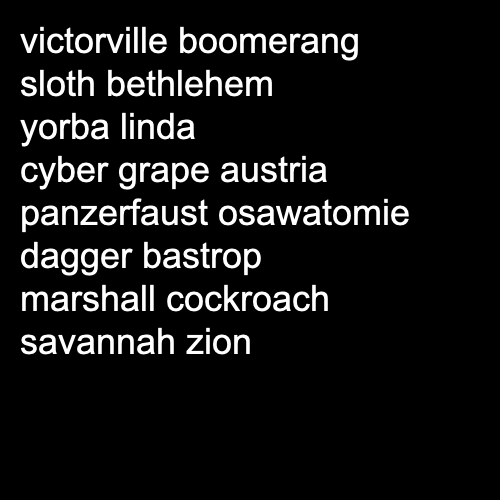 victorville boomerang
sloth bethlehem
yorba linda
cyber grape austria
panzerfaust osawatomie
dagger bastrop
marshall cockroach
savannah zion